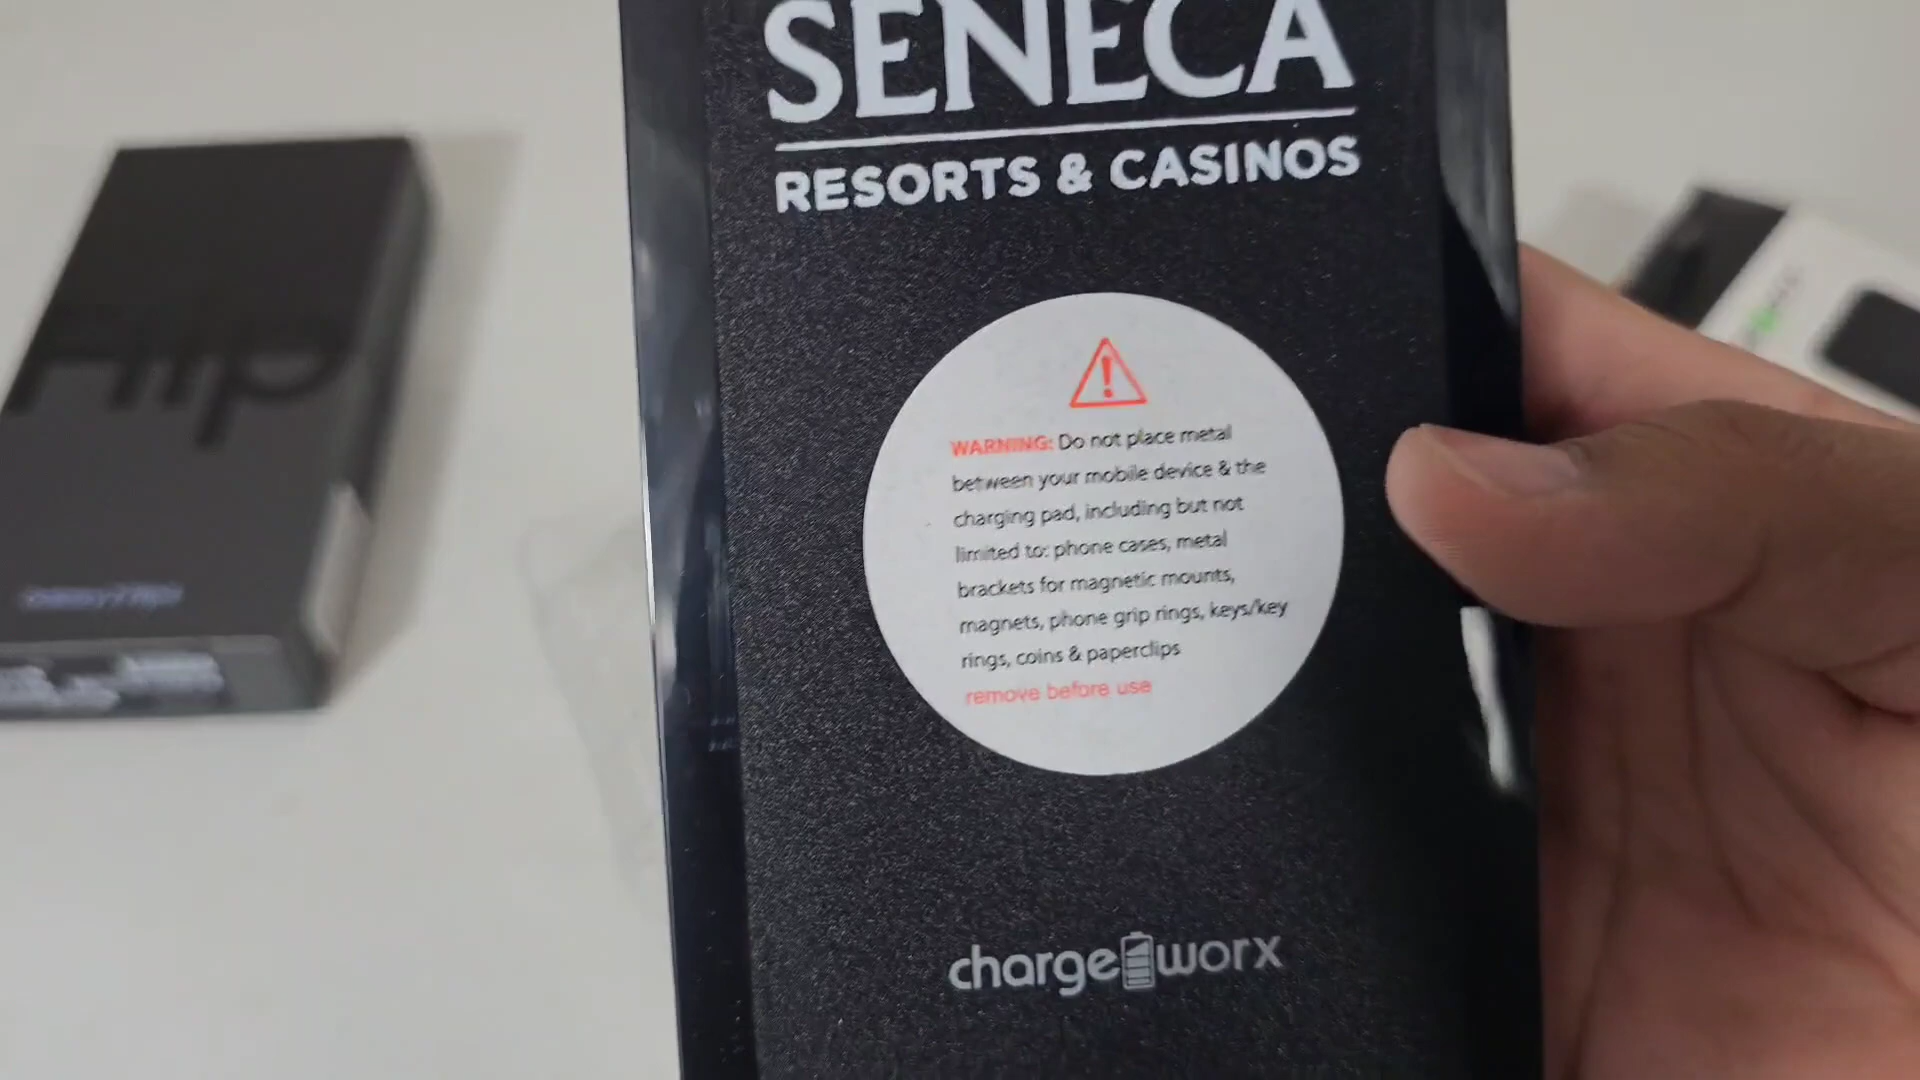 SENECA
RESORTS & CASINOS
WARNING: Do not place metal
between your mobile device & the
charging pad, including but not
limited to: phone cases, metal
brackets for magnetic mounts,
magnets, phone grip rings, keys/key
rings, coins & paperclips
remove before use
chargeworx
Flip